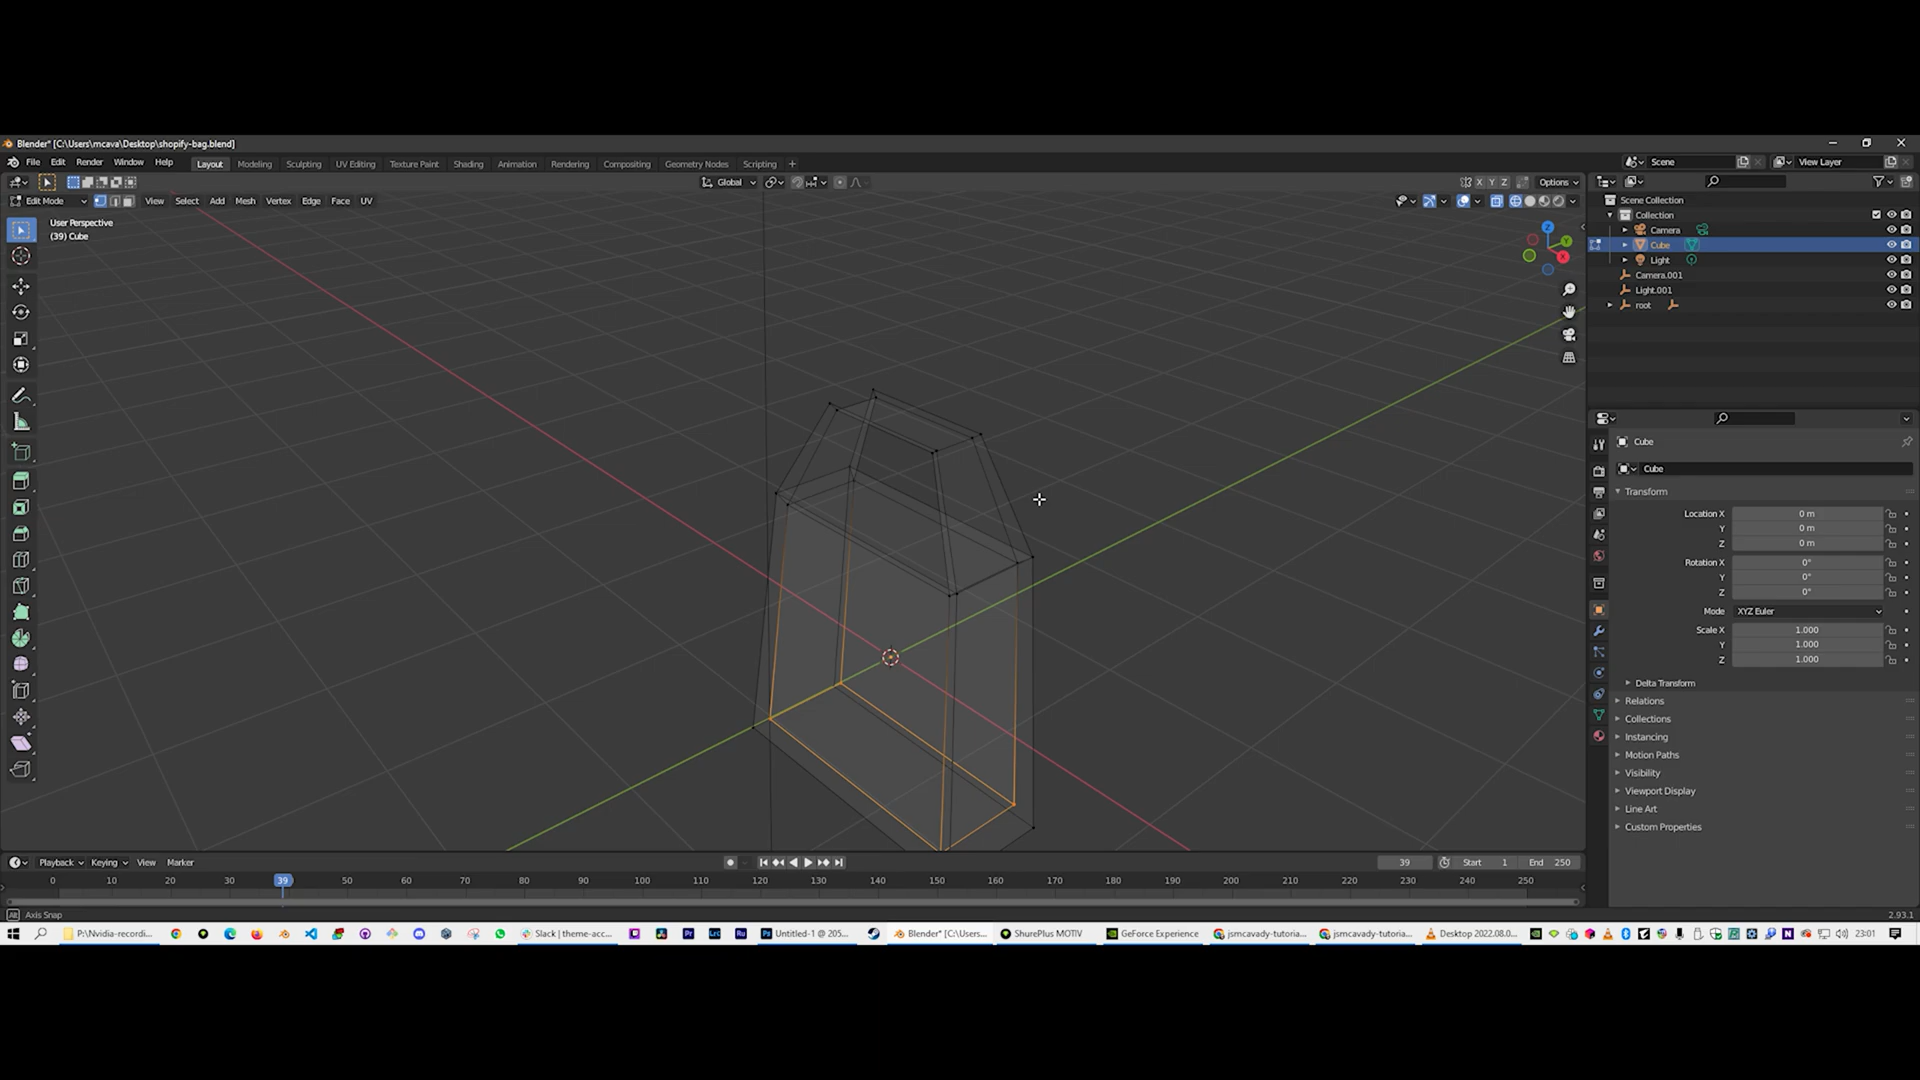 Blender* [C:\Users\mcava\Desktop\shopify-bag.blend]
File Edit Render Window Help Layout Modeling Sculpting UV Editing Texture Paint Shading Animation Rendering Compositing Geometry Nodes Scripting + Scene View Layer
Global X Y Z Options
Edit Mode View Select Add Mesh Vertex Edge Face UV
User Perspective
(39) Cube
Z
Y
X
Scene Collection
Collection
Camera
Cube
Light
Camera.001
Light.001
root
Cube
Cube
Transform
Location X 0 m
Y 0 m
Z 0 m
Rotation X 0°
Y 0°
Z 0°
Mode XYZ Euler
Scale X 1.000
Y 1.000
Z 1.000
Delta Transform
Relations
Collections
Instancing
Motion Paths
Visibility
Viewport Display
Line Art
Custom Properties
Playback Keying View Marker 39 Start 1 End 250
0 10 20 30 39 50 60 70 80 90 100 110 120 130 140 150 160 170 180 190 200 210 220 230 240 250
Axis Snap 2.93.1
P:\Nvidia-recordi... Slack | theme-acc... Untitled-1 @ 205... Blender* [C:\Users... ShurePlus MOTIV GeForce Experience jsmcavady-tutoria... jsmcavady-tutoria... Desktop 2022.08.0... 23:01